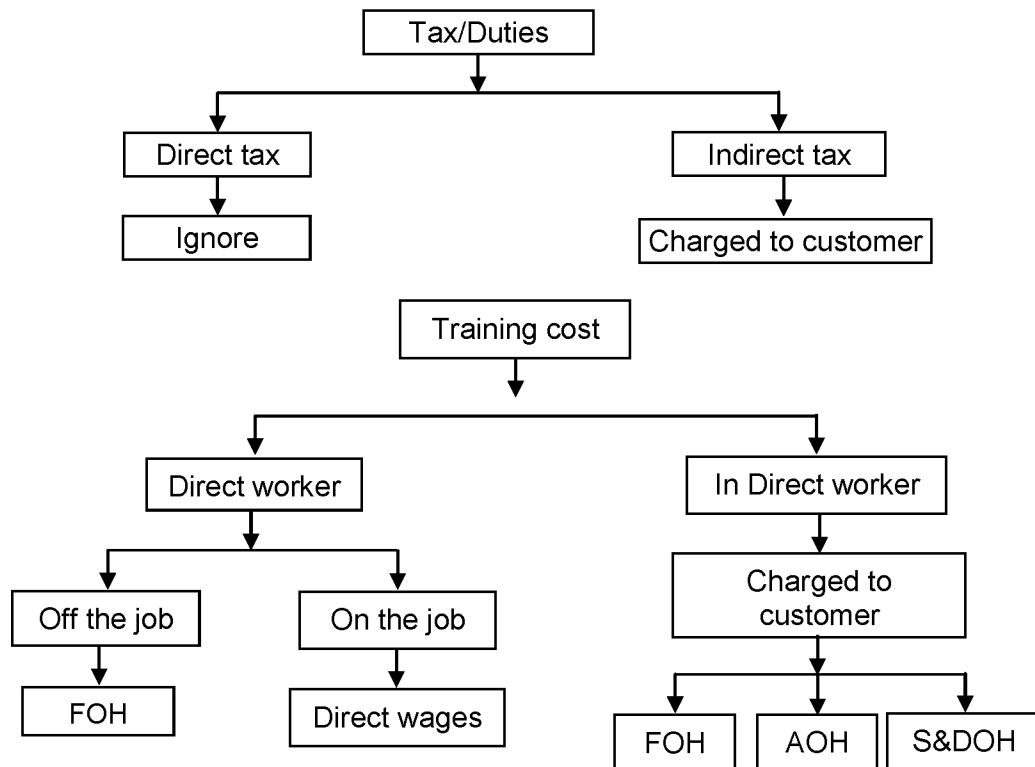 Tax/Duties
Direct tax
Indirect tax
Ignore
Charged to customer
Training cost
Direct worker
In Direct worker
Off the job
On the job
Charged to
customer
FOH
Direct wages
FOH
AOH
S&DOH